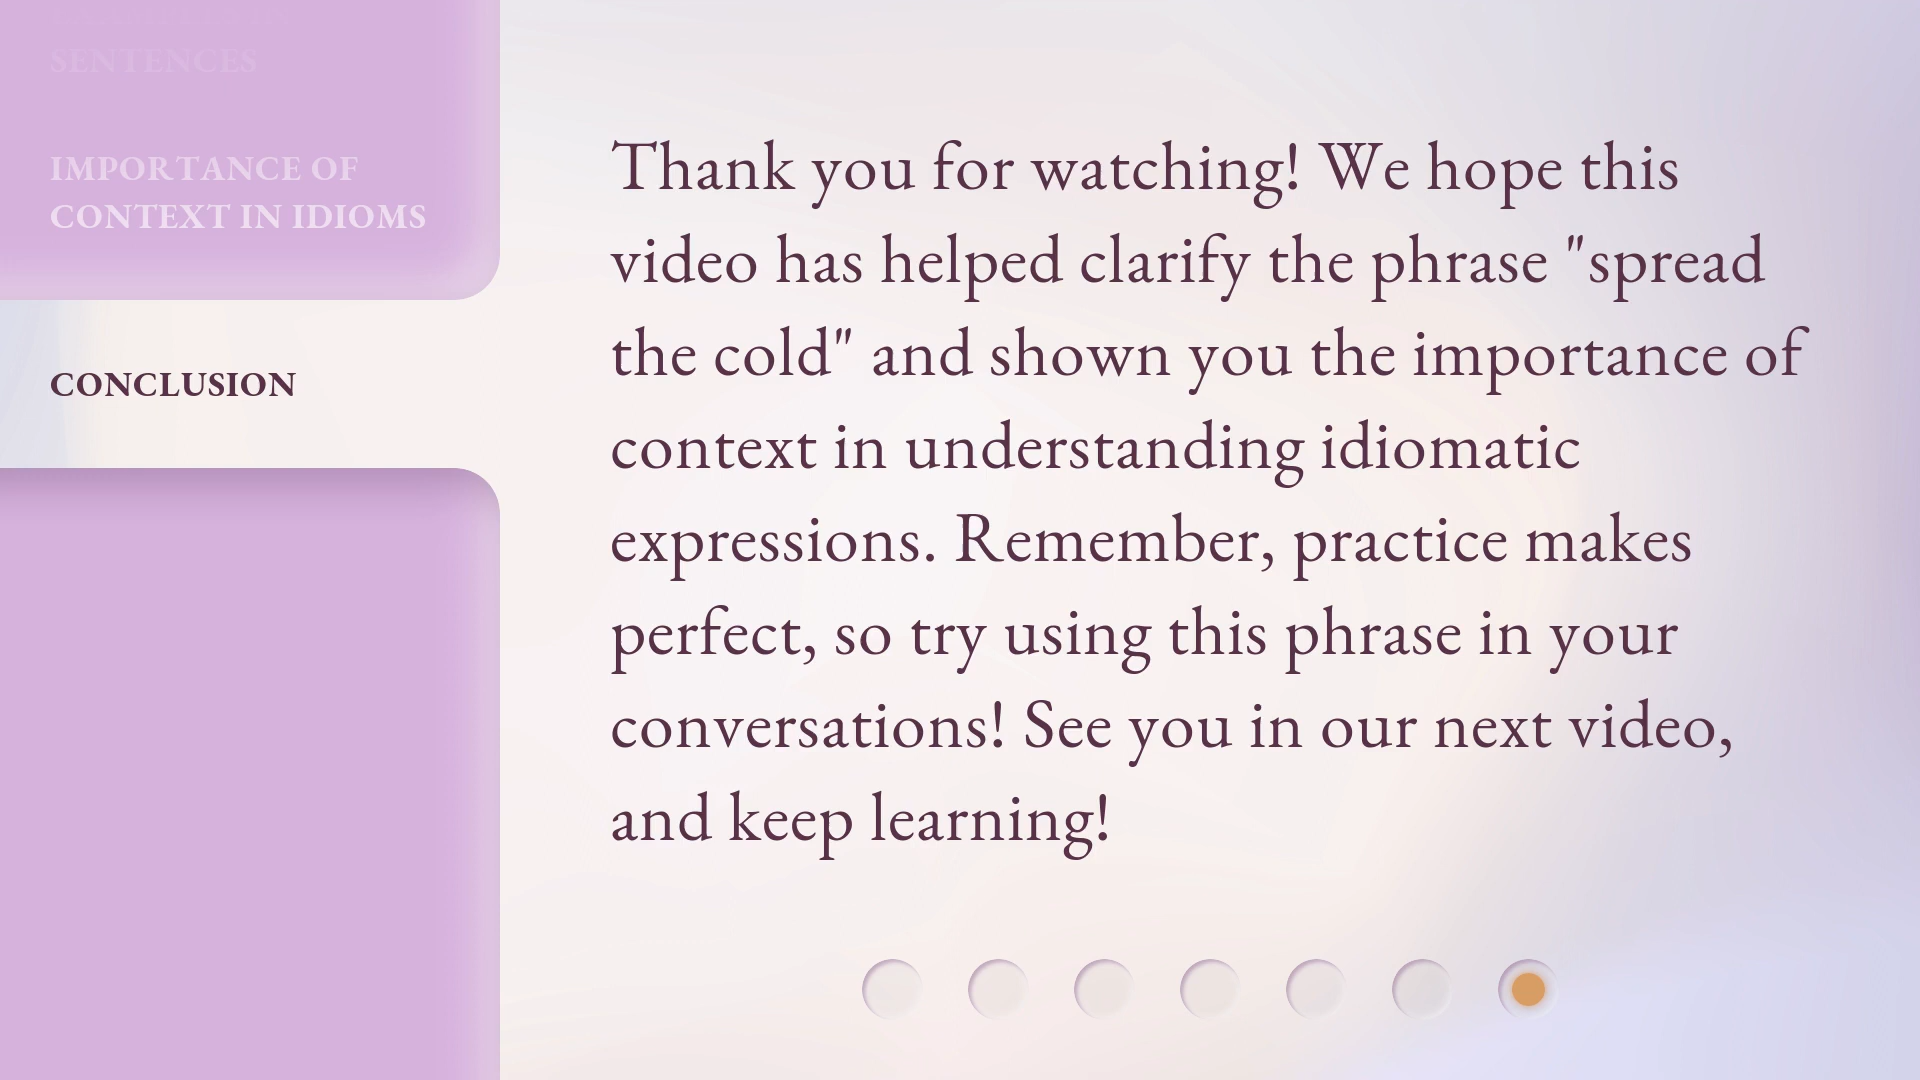 SENTENCES
IMPORTANCE OF
CONTEXT IN IDIOMS
CONCLUSION
Thank you for watching! We hope this
video has helped clarify the phrase "spread
the cold" and shown you the importance of
context in understanding idiomatic
expressions. Remember, practice makes
perfect, so try using this phrase in your
conversations! See you in our next video,
and keep learning!